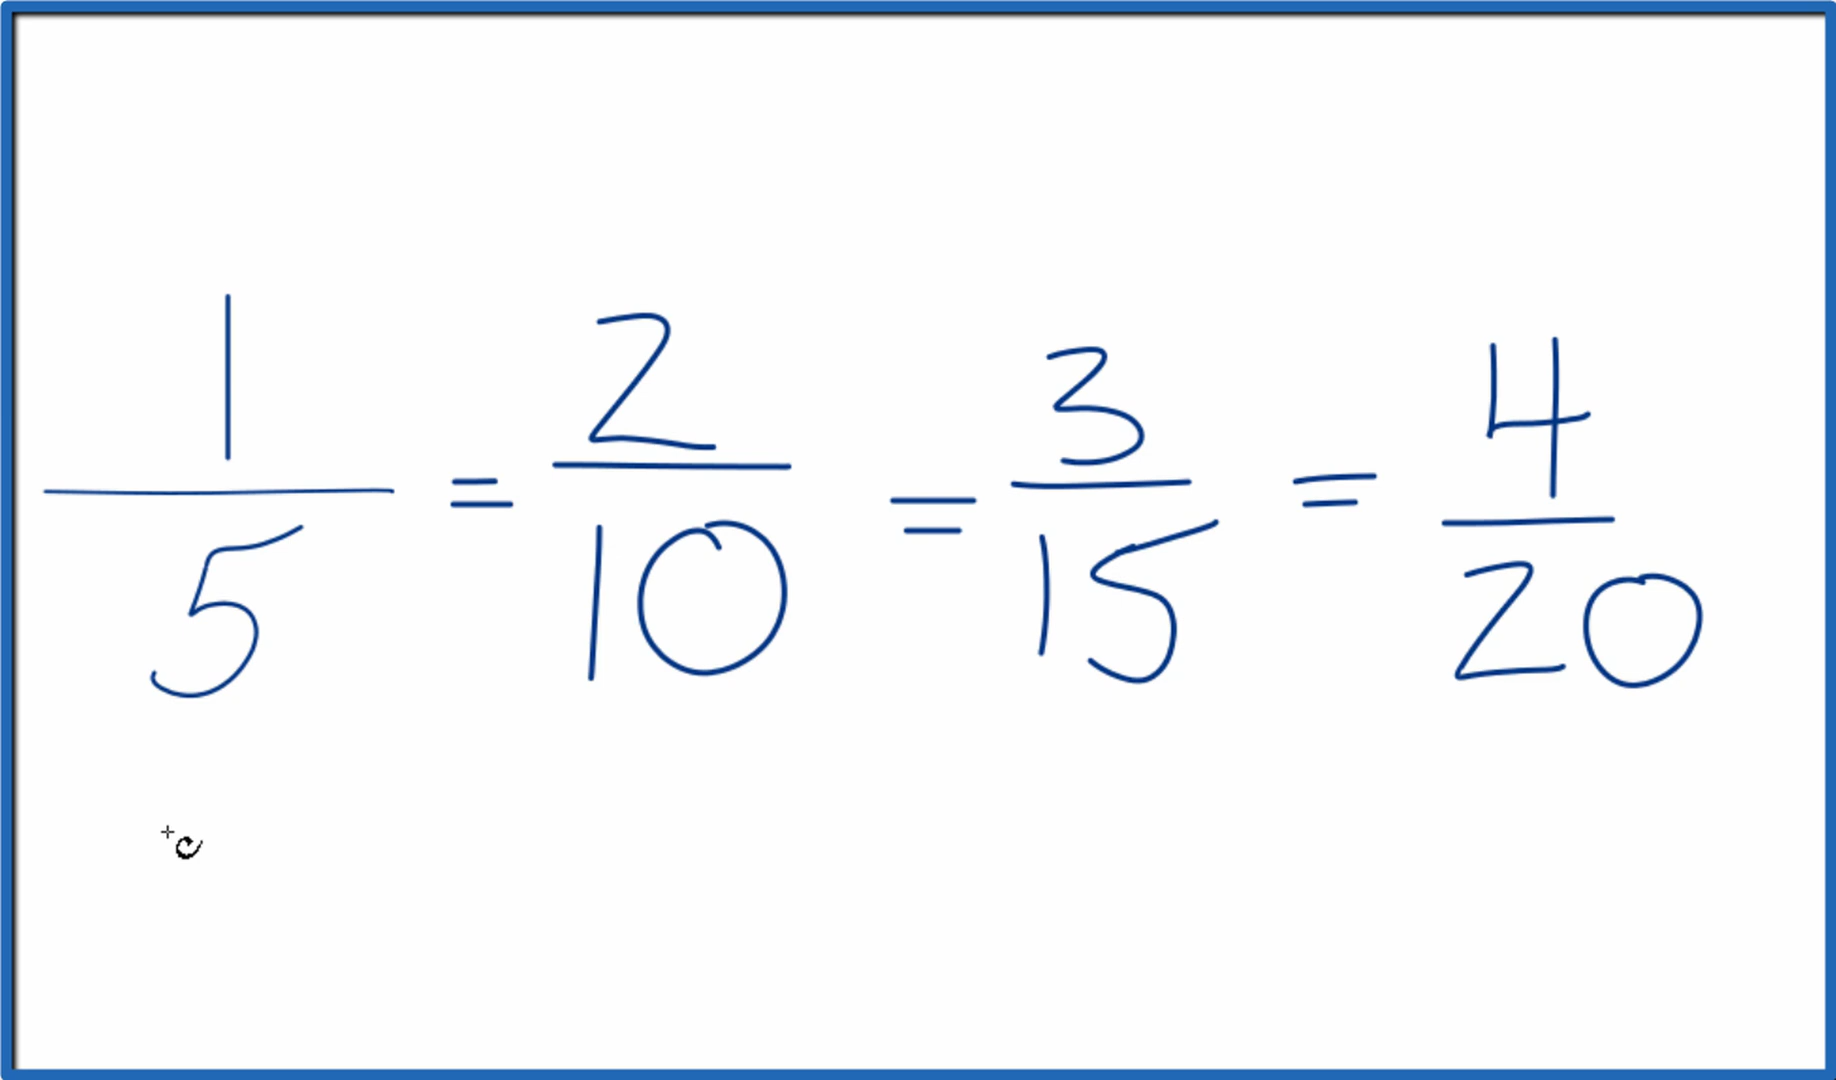 1/5 = 2/10 = 3/15 = 4/20